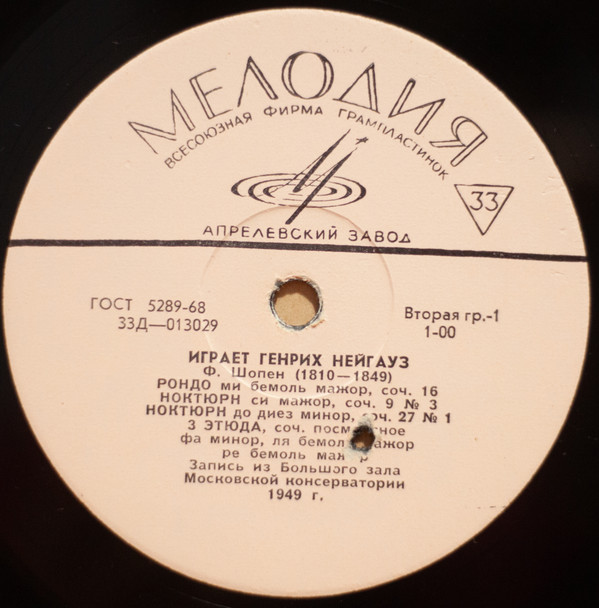 МЕЛОДИЯ
ВСЕСОЮЗНАЯ ФИРМА ГРАМПЛАСТИНОК
33
АПРЕЛЕВСКИЙ ЗАВОД
ГОСТ 5289-68
33Д—013029
Вторая гр.-1
1-00
ИГРАЕТ ГЕНРИХ НЕЙГАУЗ
Ф. Шопен (1810—1849)
РОНДО ми бемоль мажор, соч. 16
НОКТЮРН си мажор, соч. 9 № 3
НОКТЮРН до диез минор, соч. 27 № 1
3 ЭТЮДА, соч.
фа минор, ля бемоль мажор
ре бемоль мажор
Запись из Большого зала
Московской консерватории
1949 г.